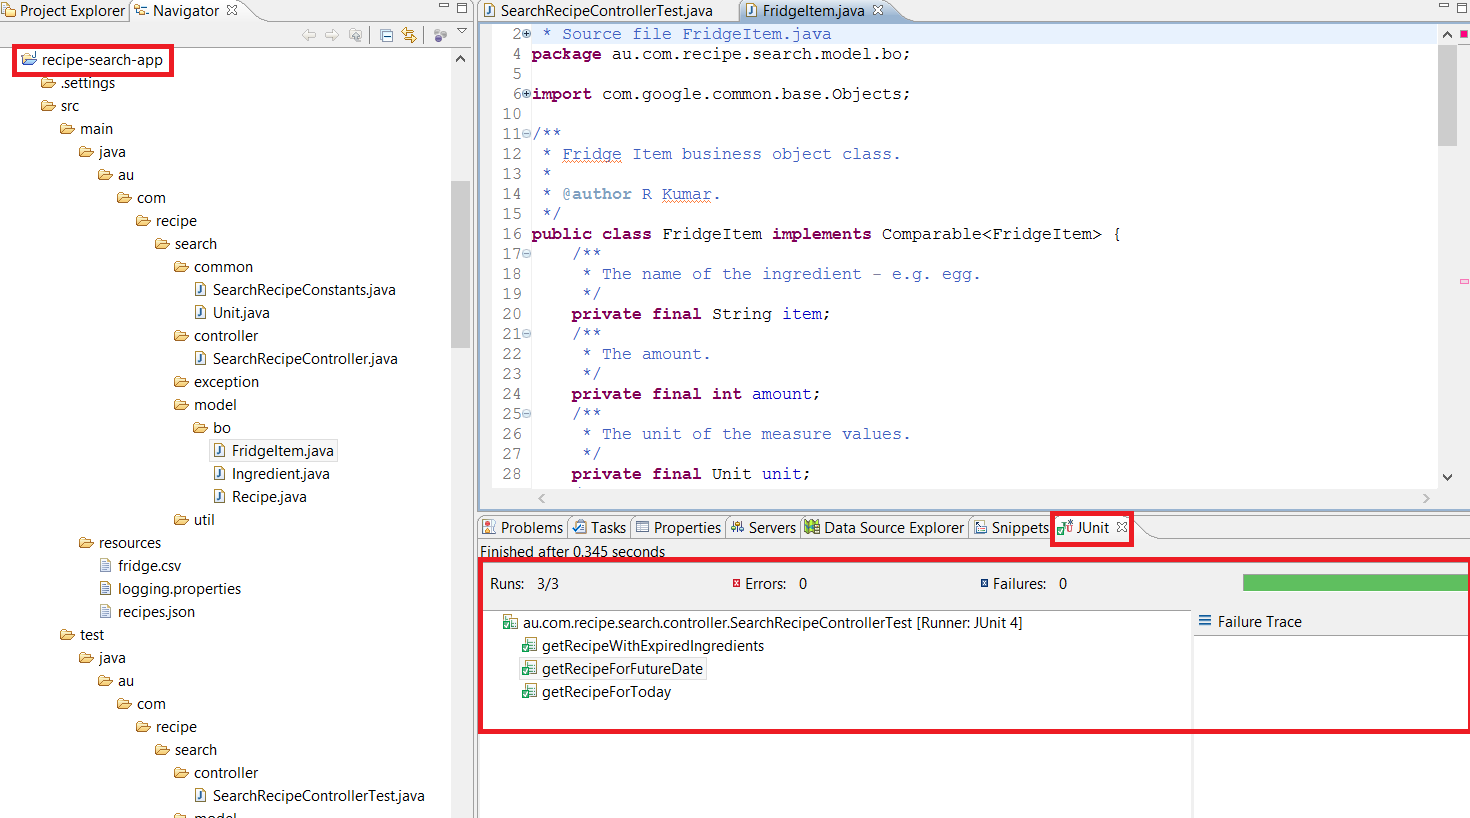 Project Explorer
Navigator
recipe-search-app
.settings
src
main
java
au
com
recipe
search
common
SearchRecipeConstants.java
Unit.java
controller
SearchRecipeController.java
exception
model
bo
FridgeItem.java
Ingredient.java
Recipe.java
util
resources
fridge.csv
logging.properties
recipes.json
test
java
au
com
recipe
search
controller
SearchRecipeControllerTest.java
model
SearchRecipeControllerTest.java
FridgeItem.java
2 * Source file FridgeItem.java
4 package au.com.recipe.search.model.bo;
5
6 import com.google.common.base.Objects;
10
11 /**
12 * Fridge Item business object class.
13 *
14 * @author R Kumar.
15 */
16 public class FridgeItem implements Comparable<FridgeItem> {
17 /**
18 * The name of the ingredient - e.g. egg.
19 */
20 private final String item;
21 /**
22 * The amount.
23 */
24 private final int amount;
25 /**
26 * The unit of the measure values.
27 */
28 private final Unit unit;
Problems Tasks Properties Servers Data Source Explorer Snippets JUnit
Finished after 0.345 seconds
Runs: 3/3 Errors: 0 Failures: 0
au.com.recipe.search.controller.SearchRecipeControllerTest [Runner: JUnit 4]
getRecipeWithExpiredIngredients
getRecipeForFutureDate
getRecipeForToday
Failure Trace